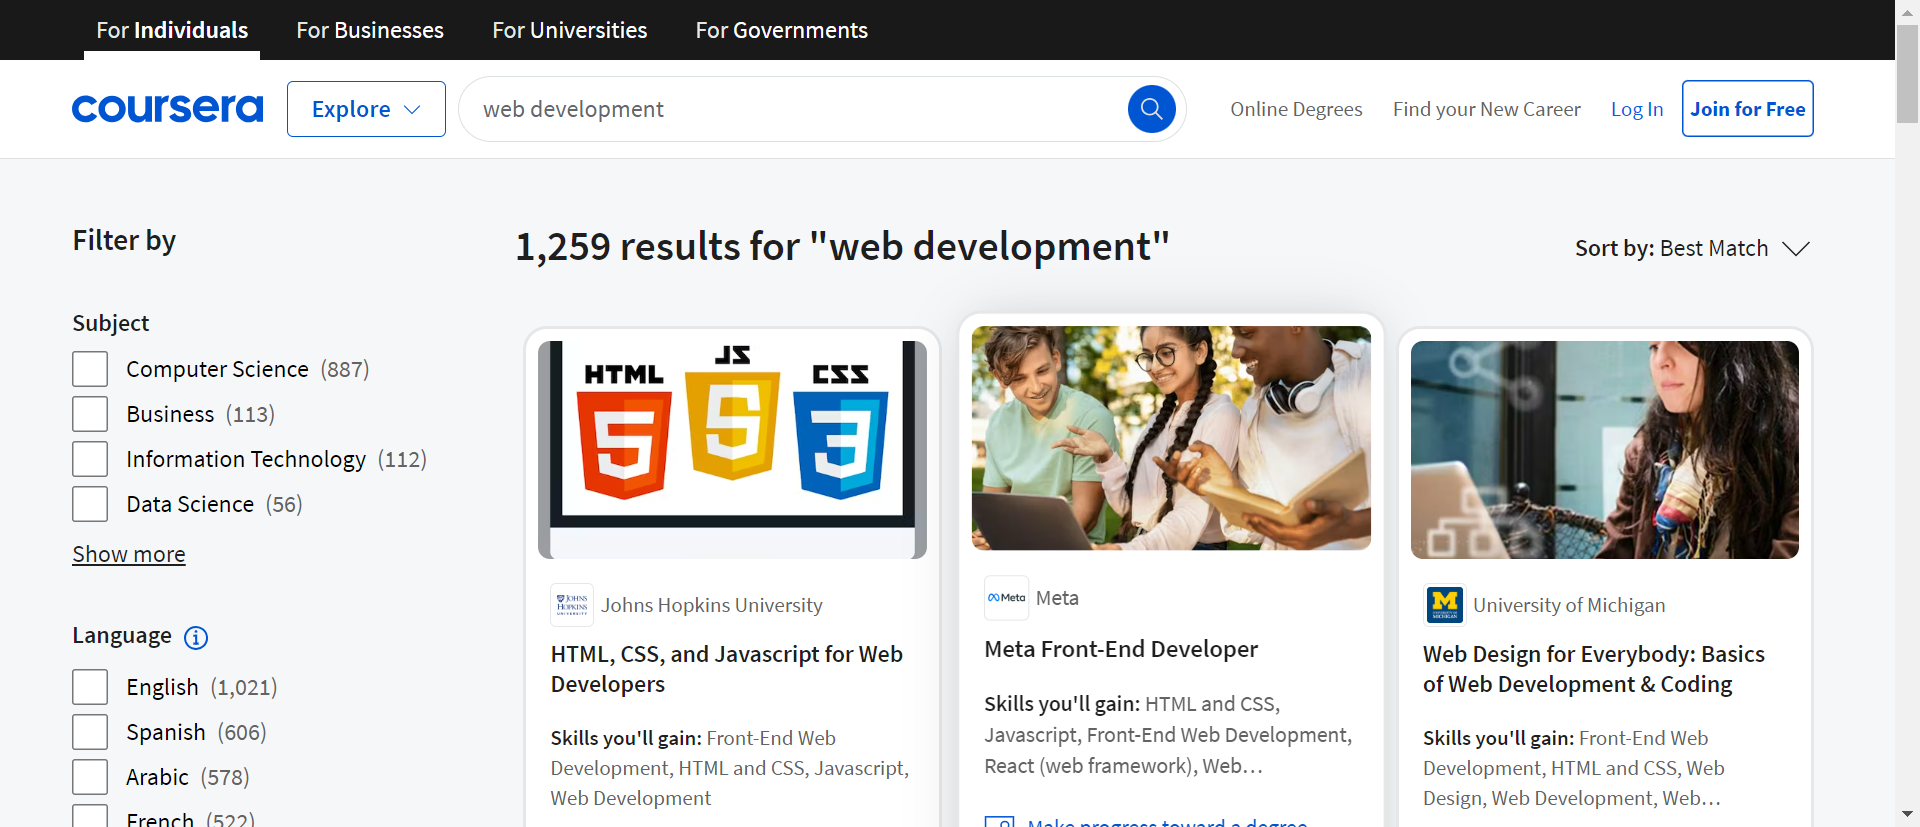 For Individuals
For Businesses
For Universities
For Governments
coursera
Explore
web development
Online Degrees
Find your New Career
Log In
Join for Free
Filter by
1,259 results for "web development"
Sort by: Best Match
Subject
Computer Science (887)
Business (113)
Information Technology (112)
Data Science (56)
Show more
Language
English (1,021)
Spanish (606)
Arabic (578)
French (522)
HTML
JS
CSS
5
5
3
JOHNS
HOPKINS
UNIVERSITY
Johns Hopkins University
HTML, CSS, and Javascript for Web
Developers
Skills you'll gain: Front-End Web
Development, HTML and CSS, Javascript,
Web Development
Meta
Meta
Meta Front-End Developer
Skills you'll gain: HTML and CSS,
Javascript, Front-End Web Development,
React (web framework), Web…
Make progress toward a degree
M
University of Michigan
Web Design for Everybody: Basics
of Web Development & Coding
Skills you'll gain: Front-End Web
Development, HTML and CSS, Web
Design, Web Development, Web…